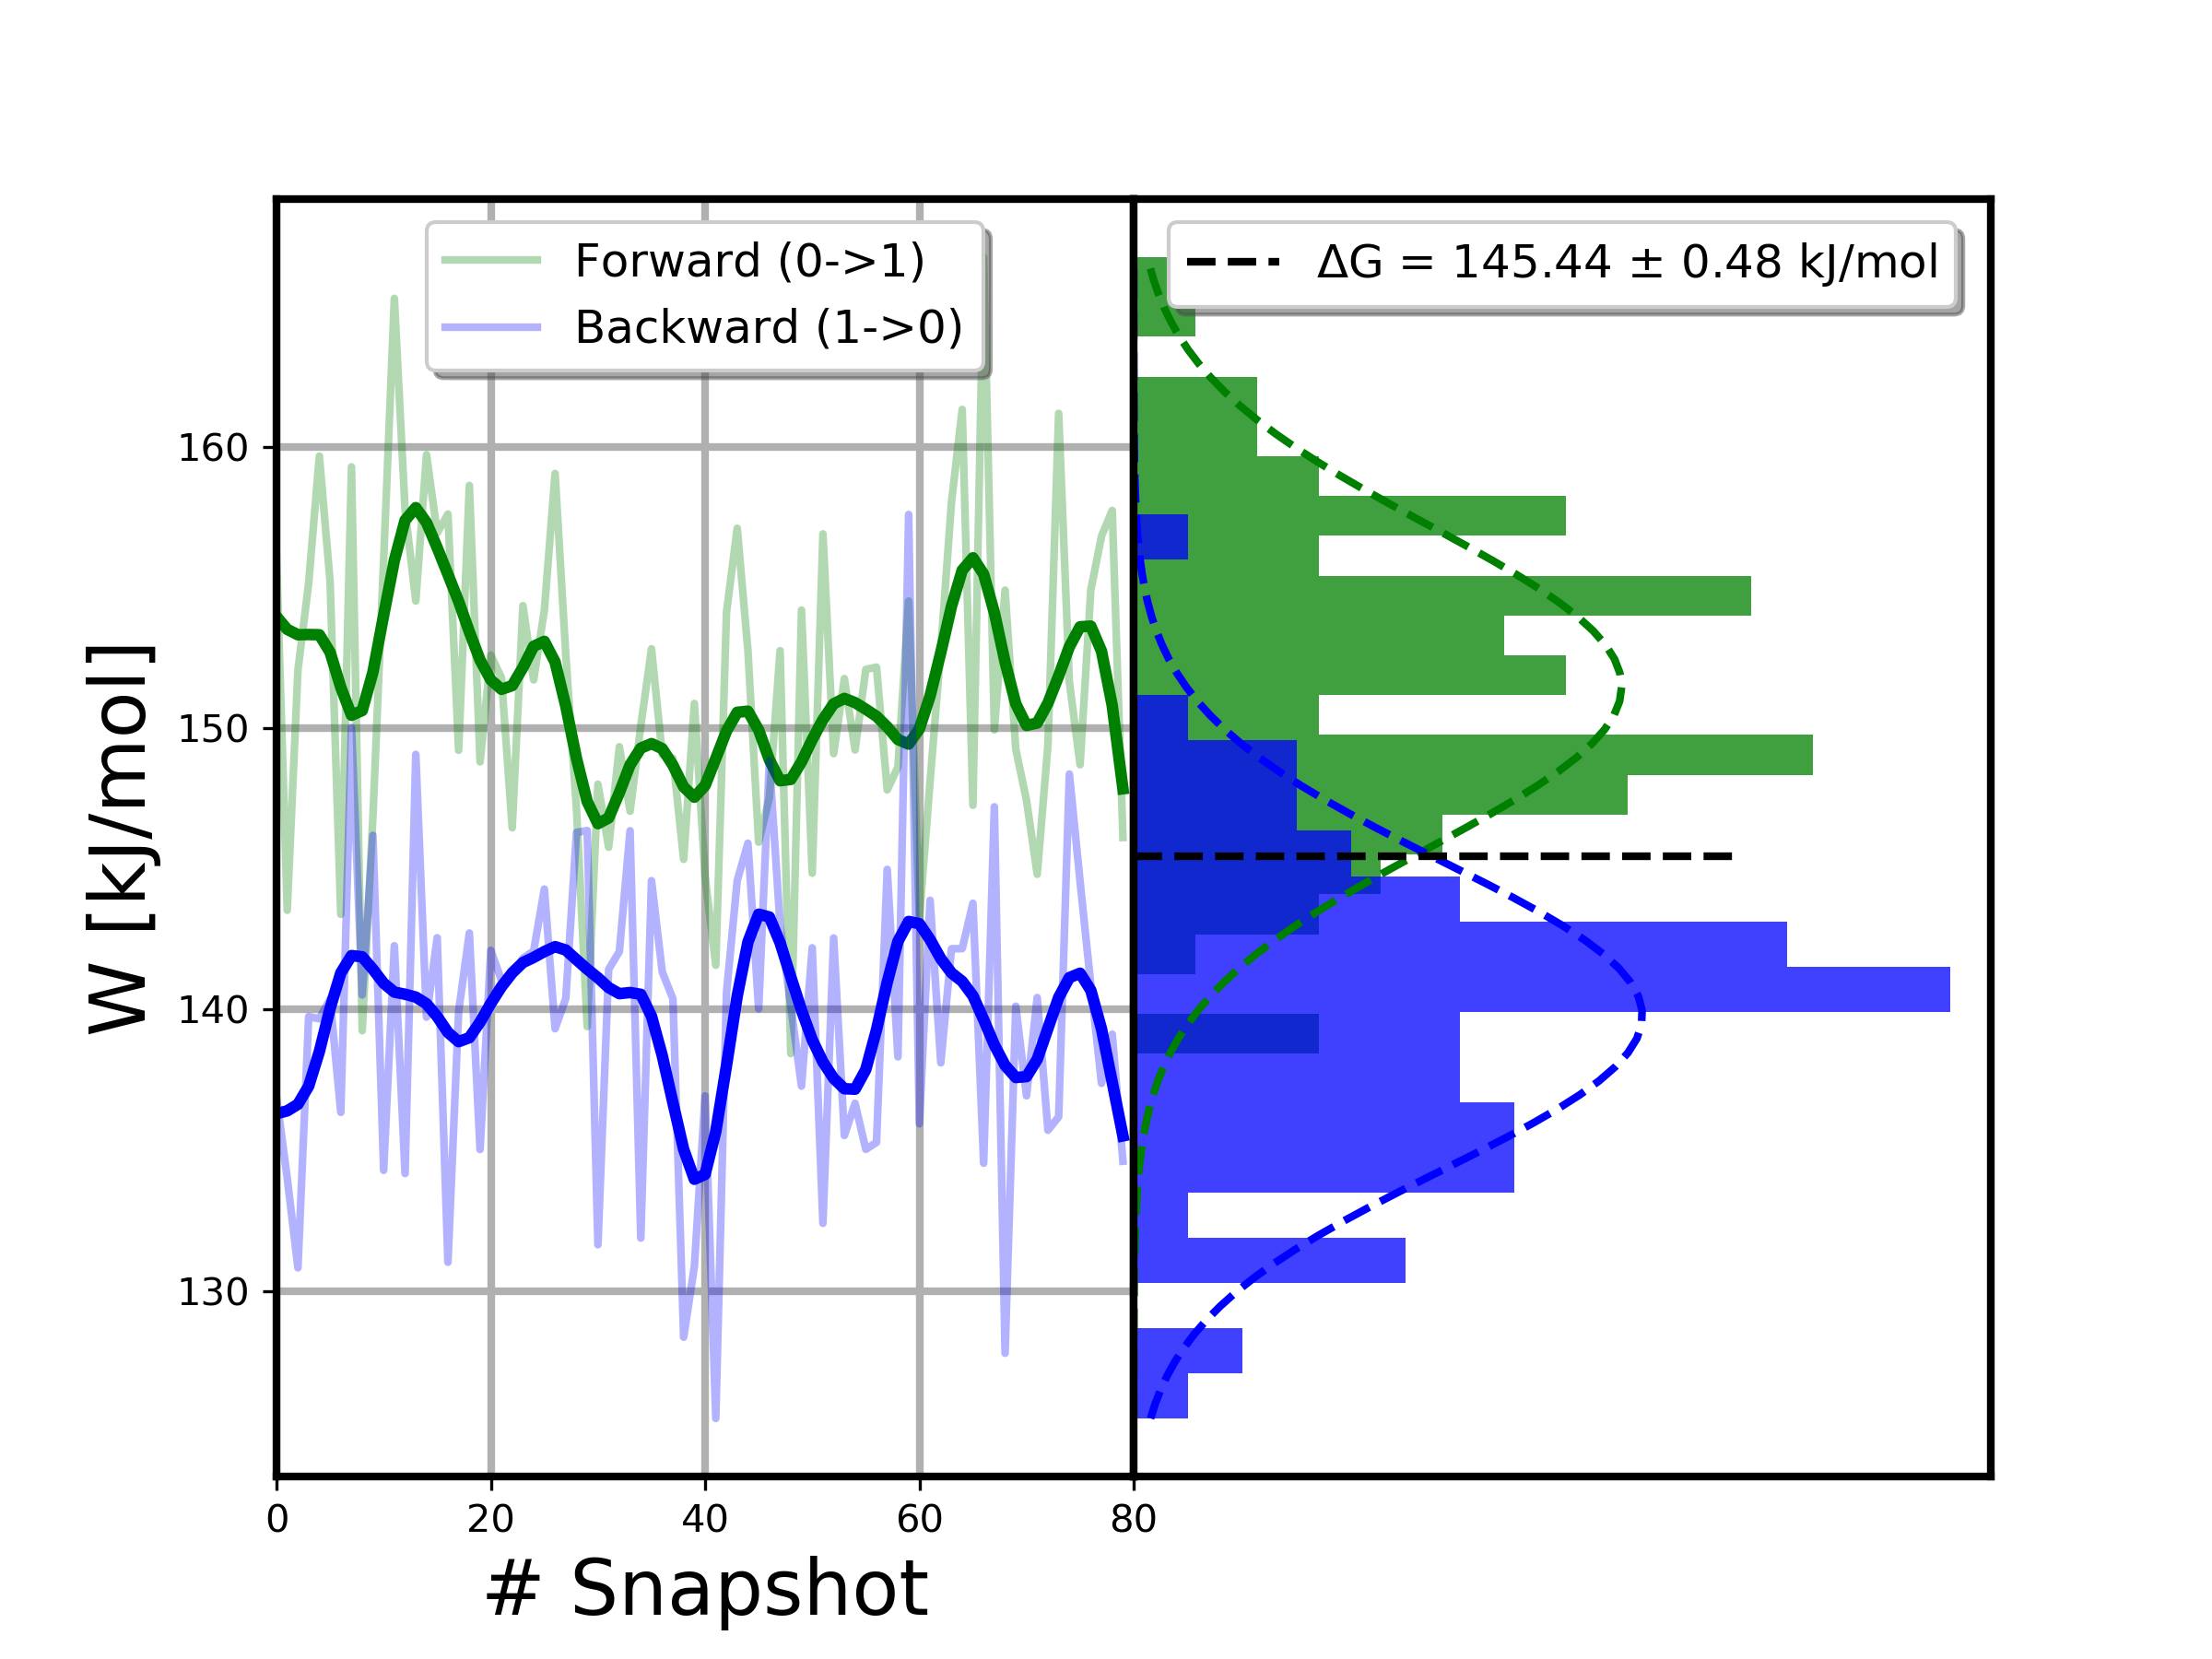 Forward (0->1)
Backward (1->0)
ΔG = 145.44 ± 0.48 kJ/mol
W [kJ/mol]
160
150
140
130
0 20 40 60 80
# Snapshot